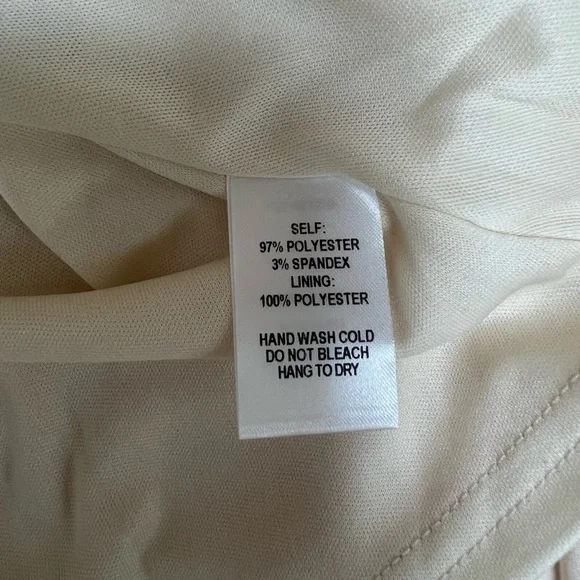 SELF:
97% POLYESTER
3% SPANDEX
LINING:
100% POLYESTER
HAND WASH COLD
DO NOT BLEACH
HANG TO DRY